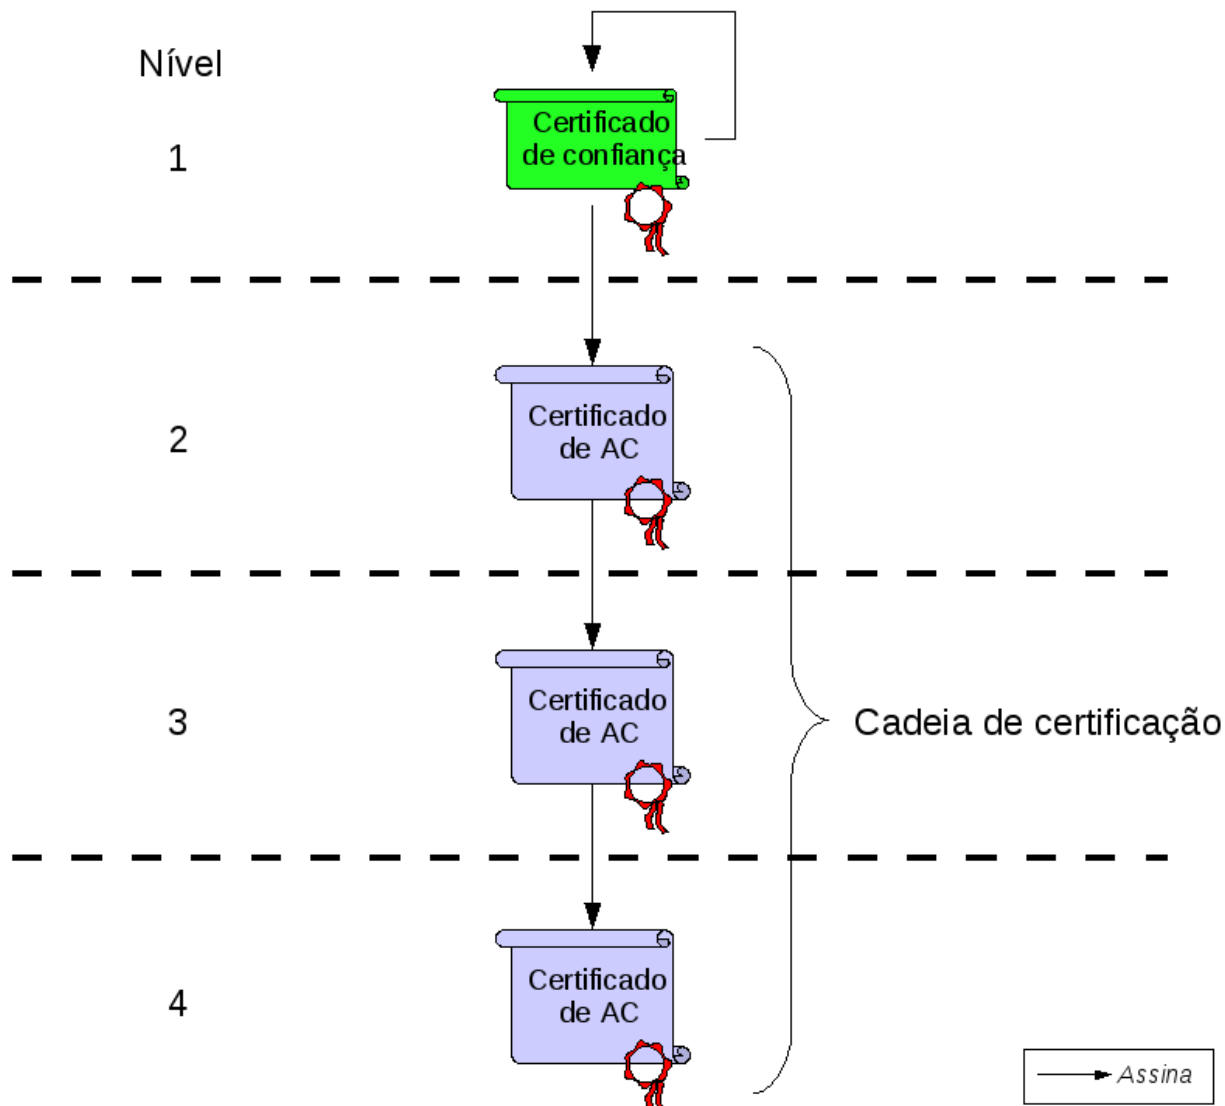 Nível
1
Certificado
de confiança
2
Certificado
de AC
3
Certificado
de AC
Cadeia de certificação
4
Certificado
de AC
Assina